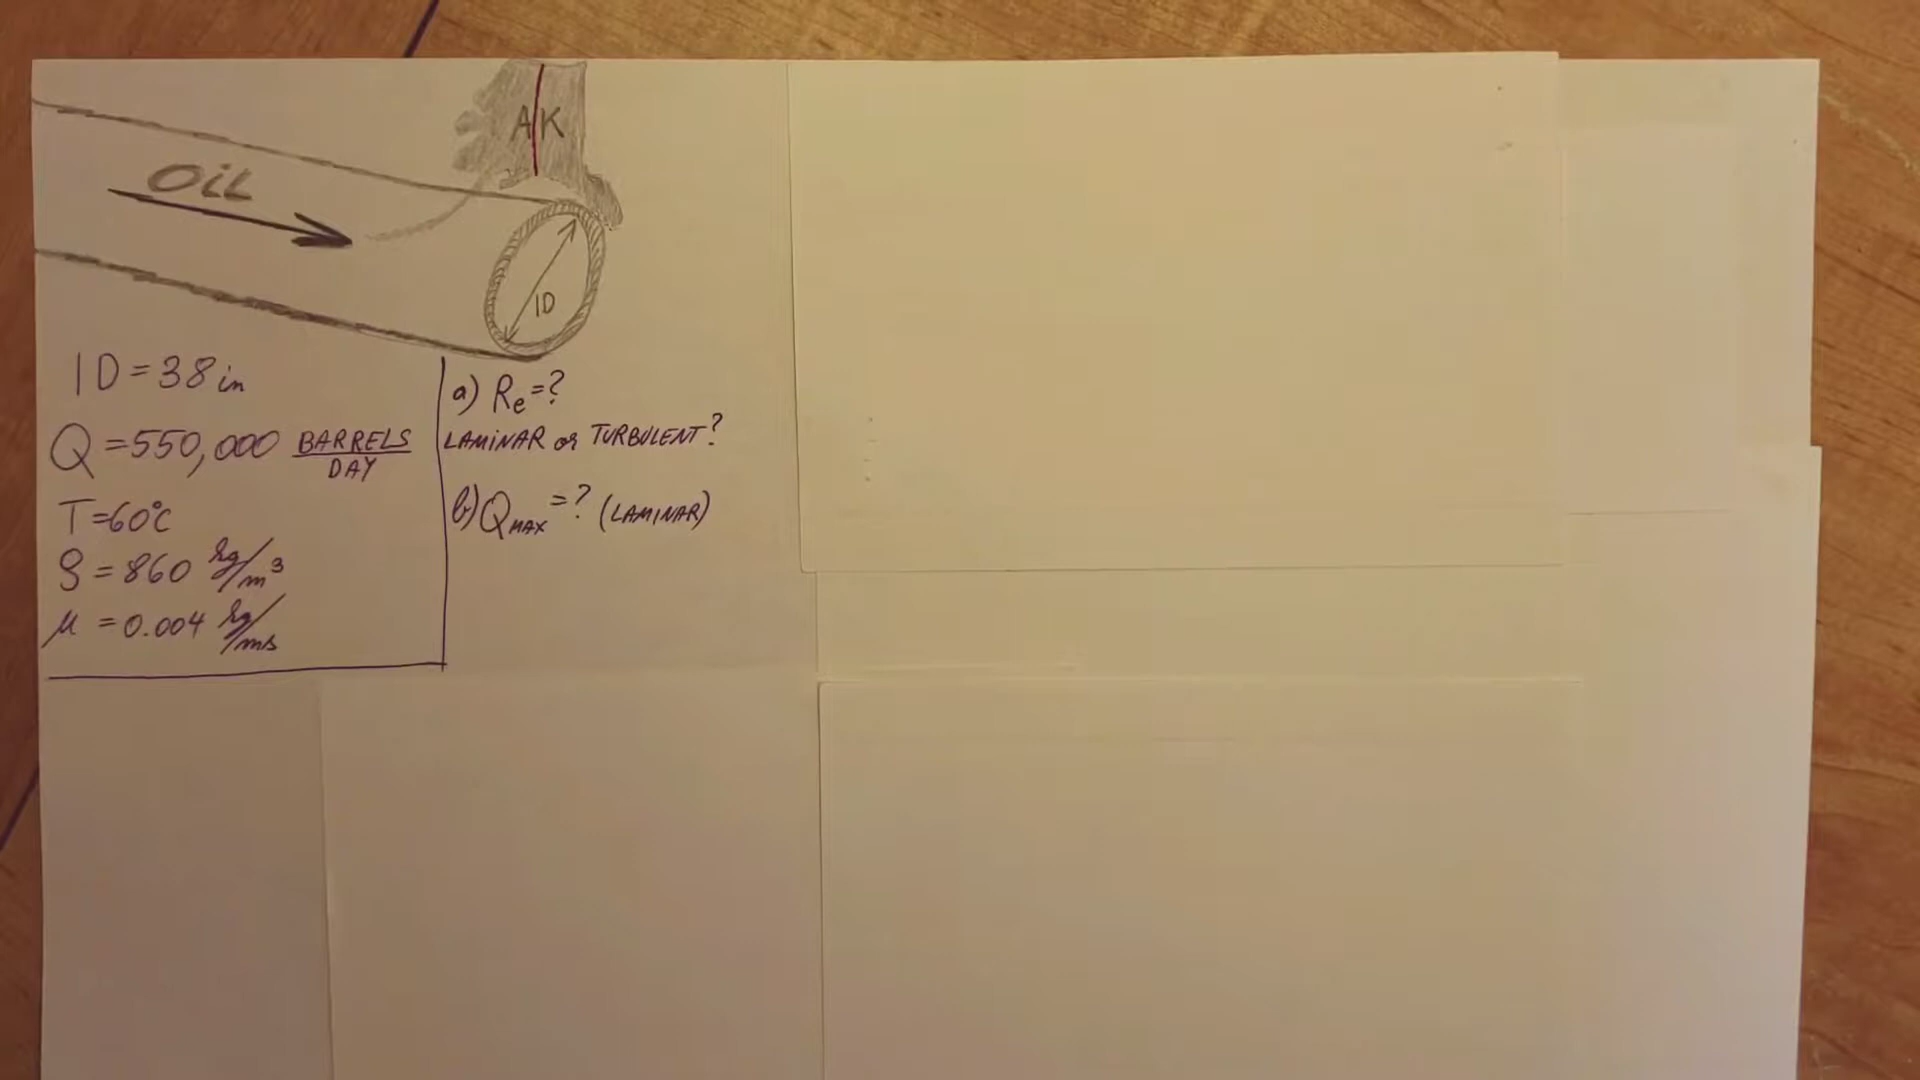 A K
OIL
ID
ID = 38 in
Q = 550,000 BARRELS/DAY
T = 60°C
ρ = 860 kg/m³
μ = 0.004 kg/ms
a) Re = ?
LAMINAR or TURBULENT?
b) QMAX = ? (LAMINAR)